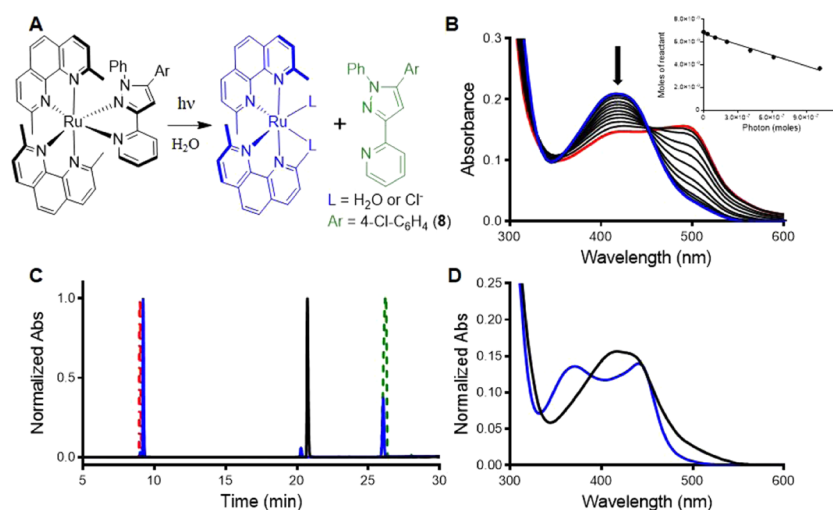 A
Ph
Ar
N
N
N
N
Ru
N
N
N
N
hν
H₂O
N
N
L
Ru
N
L
N
+
Ph
Ar
N
N
N
L = H₂O or Cl⁻
Ar = 4-Cl-C₆H₄ (8)
B
Absorbance
0.3
0.2
0.1
0.0
300 400 500 600
Wavelength (nm)
Moles of reactant
Photon (moles)
C
Normalized Abs
1.0
0.5
0.0
5 10 15 20 25 30
Time (min)
D
Normalized Abs
0.25
0.20
0.15
0.10
0.05
0.00
300 400 500 600
Wavelength (nm)